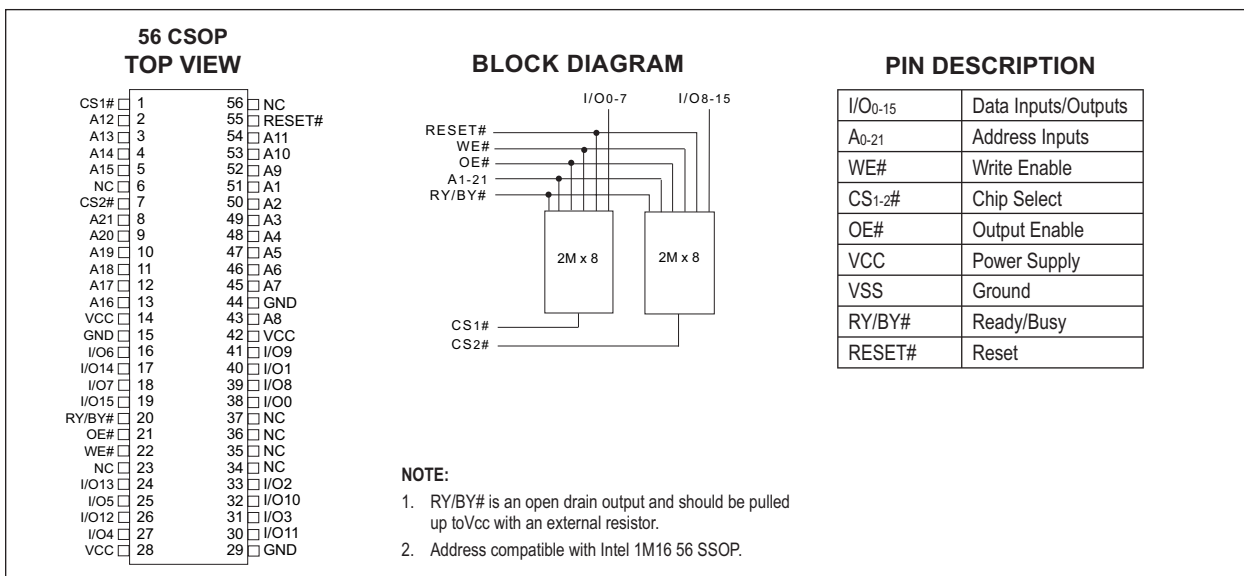 56 CSOP
TOP VIEW
CS1# 1 56 NC
A12 2 55 RESET#
A13 3 54 A11
A14 4 53 A10
A15 5 52 A9
NC 6 51 A1
CS2# 7 50 A2
A21 8 49 A3
A20 9 48 A4
A19 10 47 A5
A18 11 46 A6
A17 12 45 A7
A16 13 44 GND
VCC 14 43 A8
GND 15 42 VCC
I/O6 16 41 I/O9
I/O14 17 40 I/O1
I/O7 18 39 I/O8
I/O15 19 38 I/O0
RY/BY# 20 37 NC
OE# 21 36 NC
WE# 22 35 NC
NC 23 34 NC
I/O13 24 33 I/O2
I/O5 25 32 I/O10
I/O12 26 31 I/O3
I/O4 27 30 I/O11
VCC 28 29 GND
BLOCK DIAGRAM
I/O0-7 I/O8-15
RESET#
WE#
OE#
A1-21
RY/BY#
2M x 8 2M x 8
CS1#
CS2#
NOTE:
1. RY/BY# is an open drain output and should be pulled
up toVcc with an external resistor.
2. Address compatible with Intel 1M16 56 SSOP.
PIN DESCRIPTION
I/O0-15 Data Inputs/Outputs
A0-21 Address Inputs
WE# Write Enable
CS1-2# Chip Select
OE# Output Enable
VCC Power Supply
VSS Ground
RY/BY# Ready/Busy
RESET# Reset